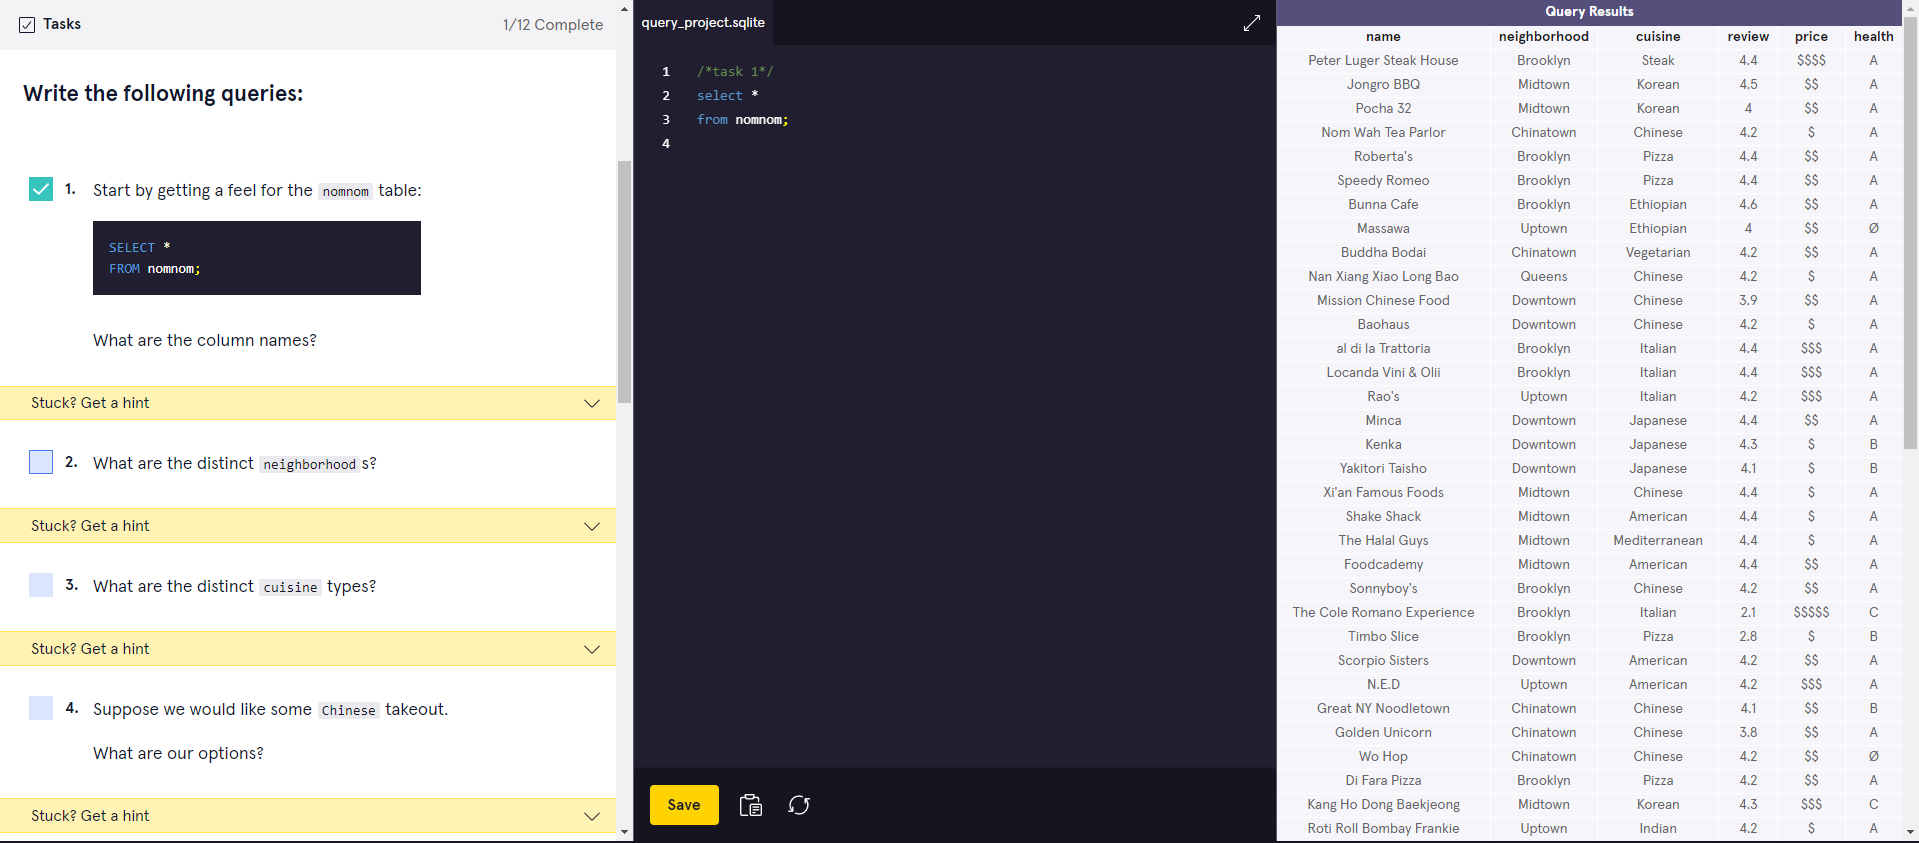 Tasks
1/12 Complete
Write the following queries:
1. Start by getting a feel for the nomnom table:
SELECT *
FROM nomnom;
What are the column names?
Stuck? Get a hint
2. What are the distinct neighborhood s?
Stuck? Get a hint
3. What are the distinct cuisine types?
Stuck? Get a hint
4. Suppose we would like some Chinese takeout.
What are our options?
Stuck? Get a hint
query_project.sqlite
1 /*task 1*/
2 select *
3 from nomnom;
4
Save
Query Results
name neighborhood cuisine review price health
Peter Luger Steak House Brooklyn Steak 4.4 $$$$ A
Jongro BBQ Midtown Korean 4.5 $$ A
Pocha 32 Midtown Korean 4 $$ A
Nom Wah Tea Parlor Chinatown Chinese 4.2 $ A
Roberta's Brooklyn Pizza 4.4 $$ A
Speedy Romeo Brooklyn Pizza 4.4 $$ A
Bunna Cafe Brooklyn Ethiopian 4.6 $$ A
Massawa Uptown Ethiopian 4 $$ Ø
Buddha Bodai Chinatown Vegetarian 4.2 $$ A
Nan Xiang Xiao Long Bao Queens Chinese 4.2 $ A
Mission Chinese Food Downtown Chinese 3.9 $$ A
Baohaus Downtown Chinese 4.2 $ A
al di la Trattoria Brooklyn Italian 4.4 $$$ A
Locanda Vini & Olii Brooklyn Italian 4.4 $$$ A
Rao's Uptown Italian 4.2 $$$ A
Minca Downtown Japanese 4.4 $$ A
Kenka Downtown Japanese 4.3 $ B
Yakitori Taisho Downtown Japanese 4.1 $ B
Xi'an Famous Foods Midtown Chinese 4.4 $ A
Shake Shack Midtown American 4.4 $ A
The Halal Guys Midtown Mediterranean 4.4 $ A
Foodcademy Midtown American 4.4 $$ A
Sonnyboy's Brooklyn Chinese 4.2 $$ A
The Cole Romano Experience Brooklyn Italian 2.1 $$$$$ C
Timbo Slice Brooklyn Pizza 2.8 $ B
Scorpio Sisters Downtown American 4.2 $$ A
N.E.D Uptown American 4.2 $$$ A
Great NY Noodletown Chinatown Chinese 4.1 $$ B
Golden Unicorn Chinatown Chinese 3.8 $$ A
Wo Hop Chinatown Chinese 4.2 $$ Ø
Di Fara Pizza Brooklyn Pizza 4.2 $$ A
Kang Ho Dong Baekjeong Midtown Korean 4.3 $$$ C
Roti Roll Bombay Frankie Uptown Indian 4.2 $ A